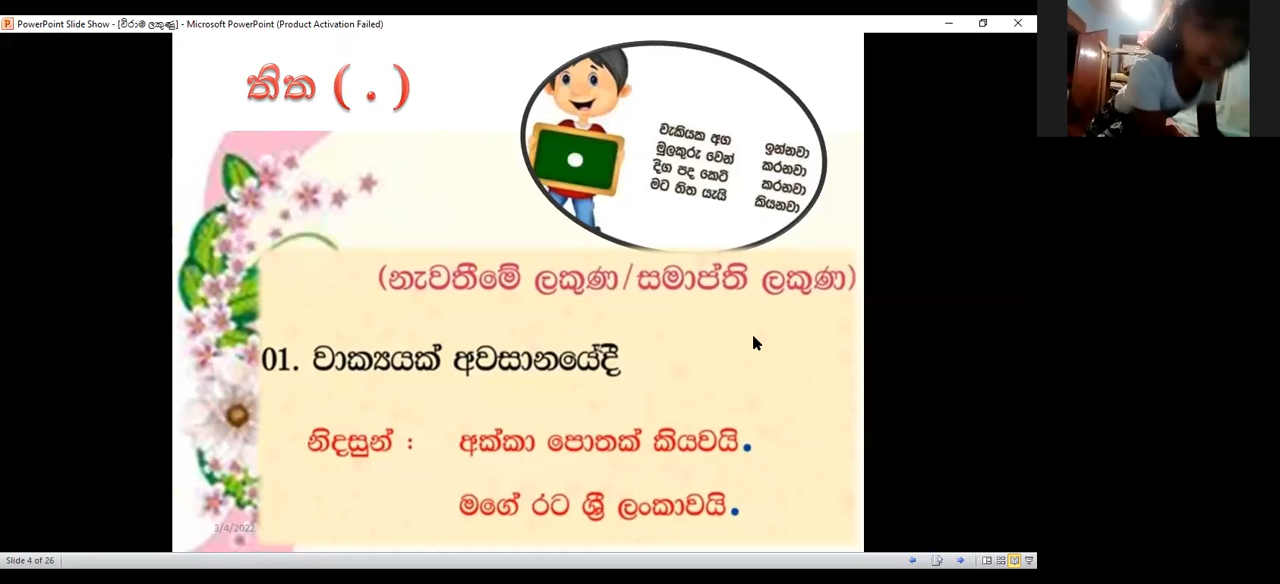 PowerPoint Slide Show - [විරාම ලකුණු] - Microsoft PowerPoint (Product Activation Failed)
තිත ( . )
වැකියක අග ඉන්නවා
මුලකුරු වෙන් කරනවා
දිග පද කෙටි කරනවා
මට තිත යැයි කියනවා
(නැවතීමේ ලකුණ/සමාප්ති ලකුණ)
01. වාක්‍යයක් අවසානයේදී
නිදසුන් : අක්කා පොතක් කියවයි.
මගේ රට ශ්‍රී ලංකාවයි.
3/4/2022
Slide 4 of 26